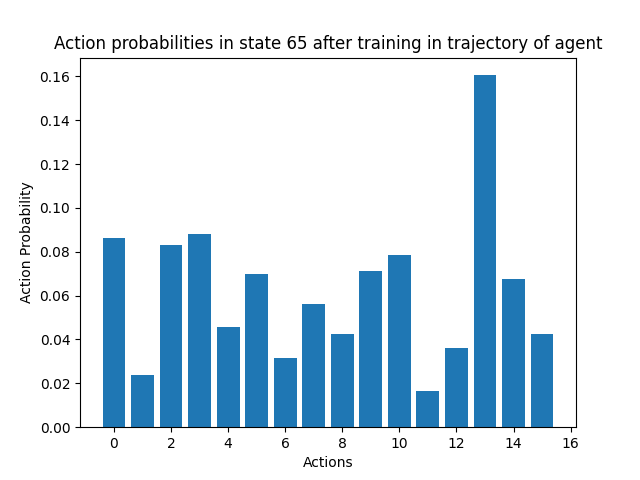 Action probabilities in state 65 after training in trajectory of agent
0.16
0.14
0.12
0.10
0.08
0.06
0.04
0.02
0.00
Action Probability
0 2 4 6 8 10 12 14 16
Actions